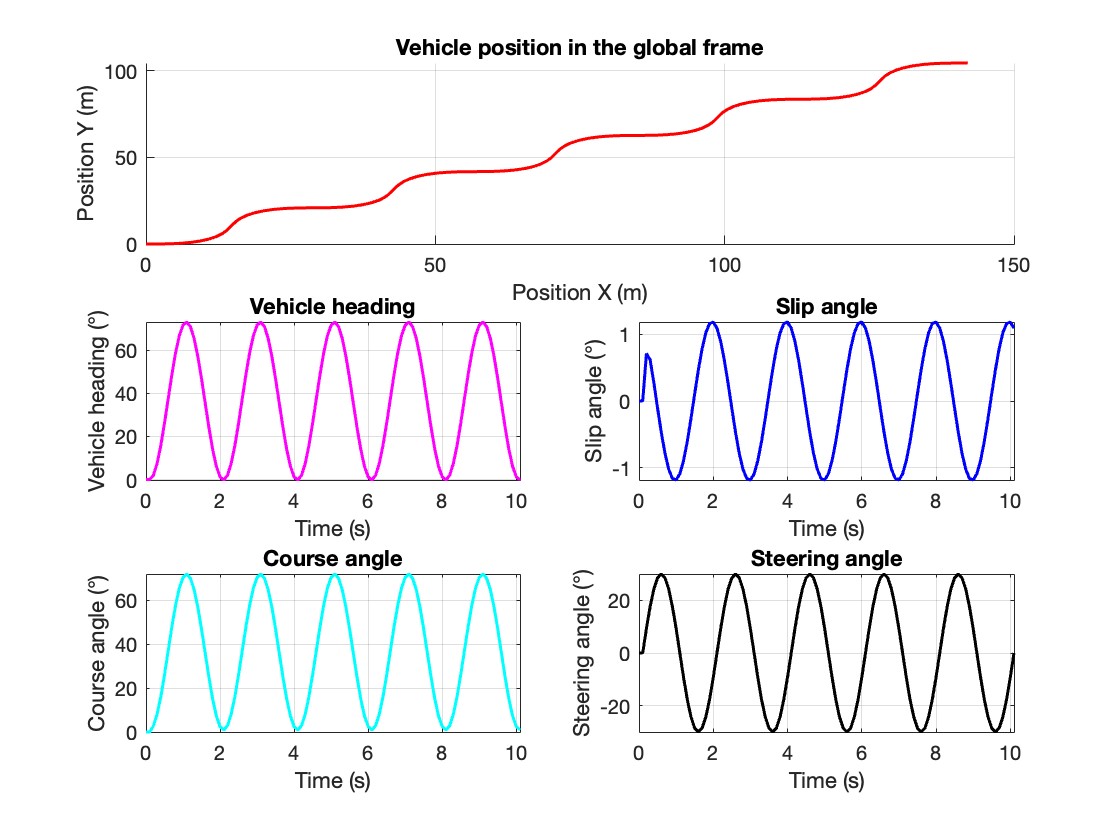 Vehicle position in the global frame
Position Y (m)
100
50
0
0 50 100 150
Position X (m)
Vehicle heading
Vehicle heading (°)
60
40
20
0
0 2 4 6 8 10
Time (s)
Slip angle
Slip angle (°)
1
0
-1
0 2 4 6 8 10
Time (s)
Course angle
Course angle (°)
60
40
20
0
0 2 4 6 8 10
Time (s)
Steering angle
Steering angle (°)
20
0
-20
0 2 4 6 8 10
Time (s)